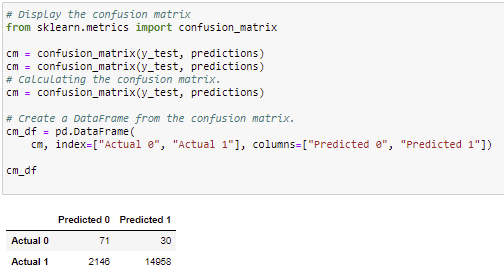 # Display the confusion matrix
from sklearn.metrics import confusion_matrix
cm = confusion_matrix(y_test, predictions)
cm = confusion_matrix(y_test, predictions)
# Calculating the confusion matrix.
cm = confusion_matrix(y_test, predictions)
# Create a DataFrame from the confusion matrix.
cm_df = pd.DataFrame(
cm, index=["Actual 0", "Actual 1"], columns=["Predicted 0", "Predicted 1"])
cm_df
Predicted 0 Predicted 1
Actual 0 71 30
Actual 1 2146 14958